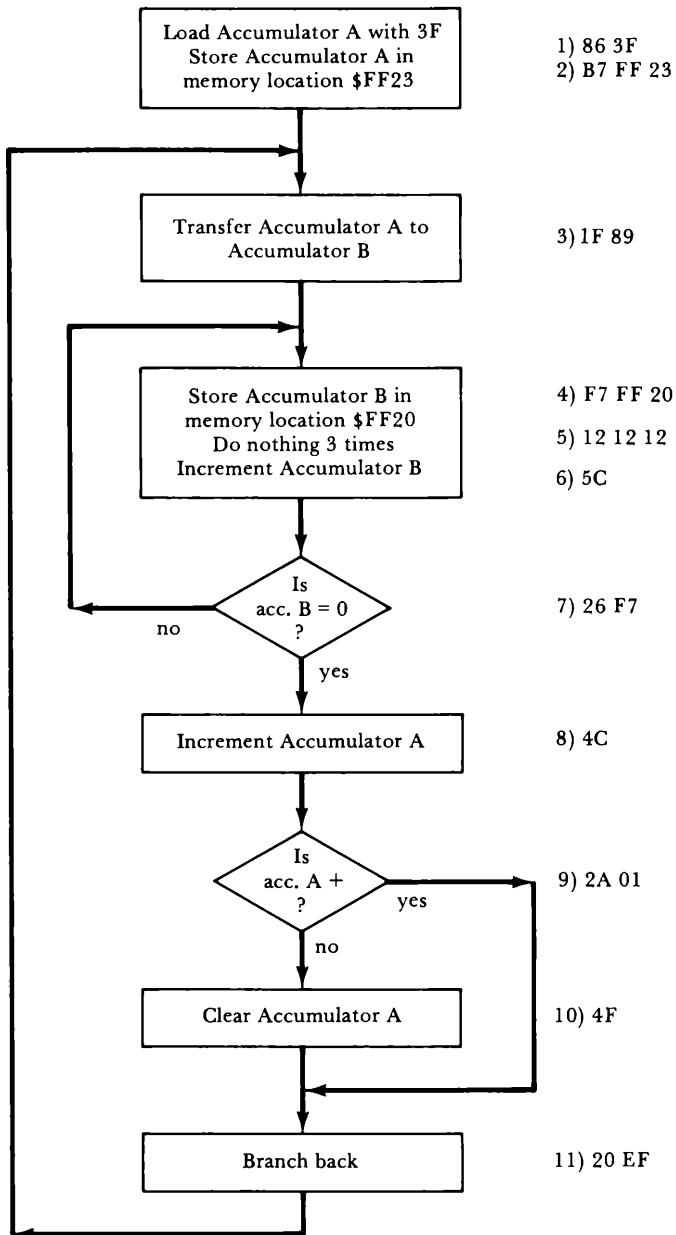 Load Accumulator A with 3F
Store Accumulator A in
memory location $FF23
1) 86 3F
2) B7 FF 23
Transfer Accumulator A to
Accumulator B
3) 1F 89
Store Accumulator B in
memory location $FF20
Do nothing 3 times
Increment Accumulator B
4) F7 FF 20
5) 12 12 12
6) 5C
Is
acc. B = 0
?
no
yes
7) 26 F7
Increment Accumulator A
8) 4C
Is
acc. A +
?
yes
no
9) 2A 01
Clear Accumulator A
10) 4F
Branch back
11) 20 EF